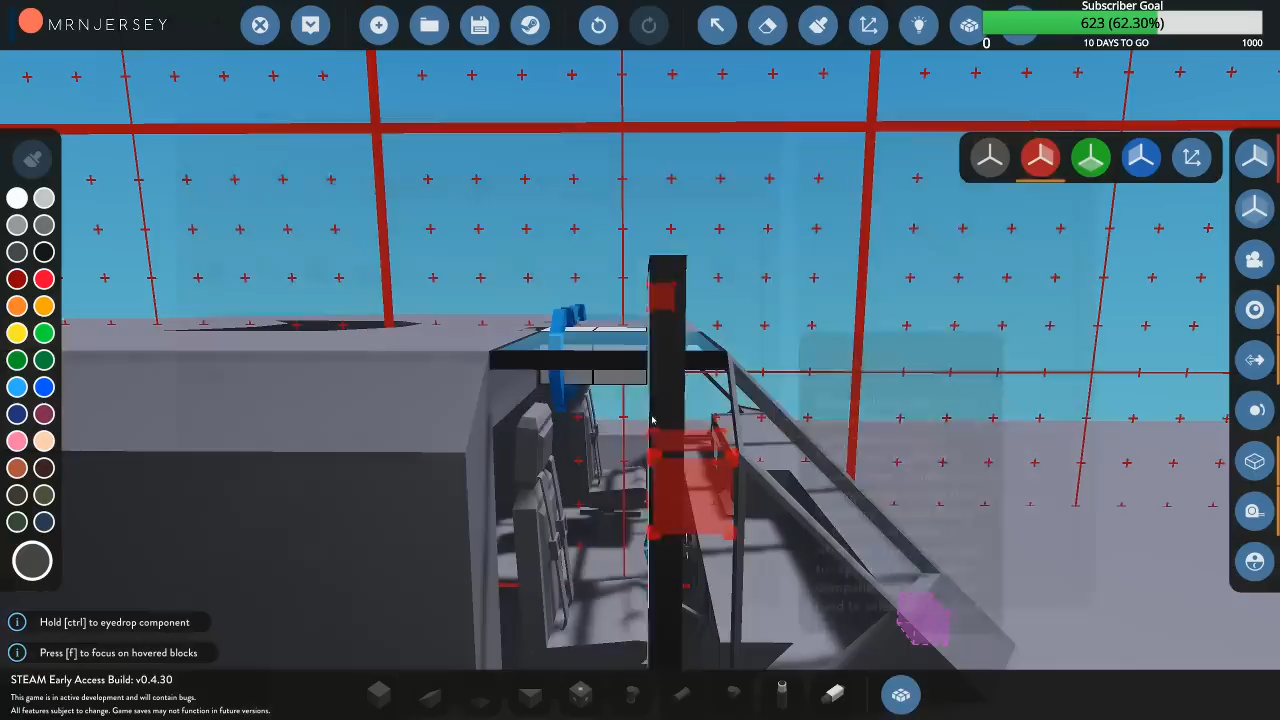 MRNJERSEY
Subscriber Goal
623 (62.30%)
0
10 DAYS TO GO
1000
Hold [ctrl] to eyedrop component
Press [f] to focus on hovered blocks
STEAM Early Access Build: v0.4.30
This game is in active development and will contain bugs.
All features subject to change. Game saves may not function in future versions.